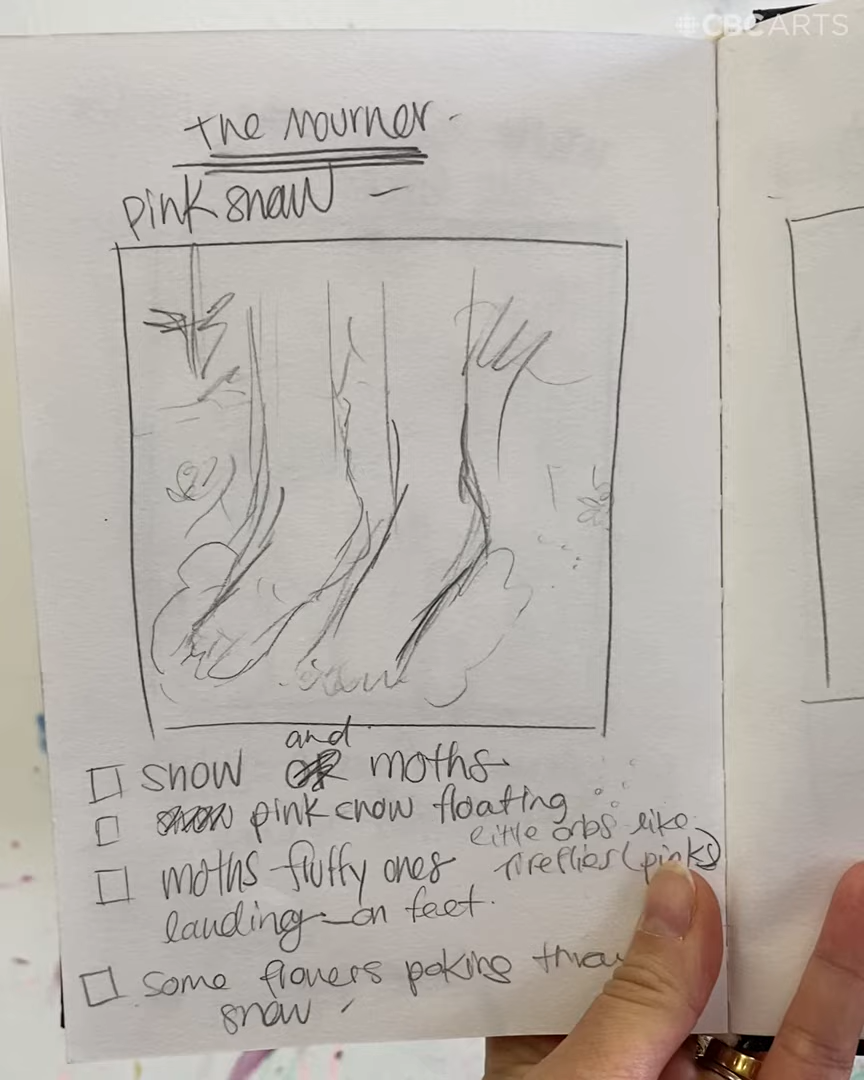 CBC ARTS
The Mourner -
pink snow -
and
snow OR moths
snow pink snow floating
little orbs like
fireflies (pinks)
moths fluffy ones
landing on feet.
some flowers poking throu
snow -